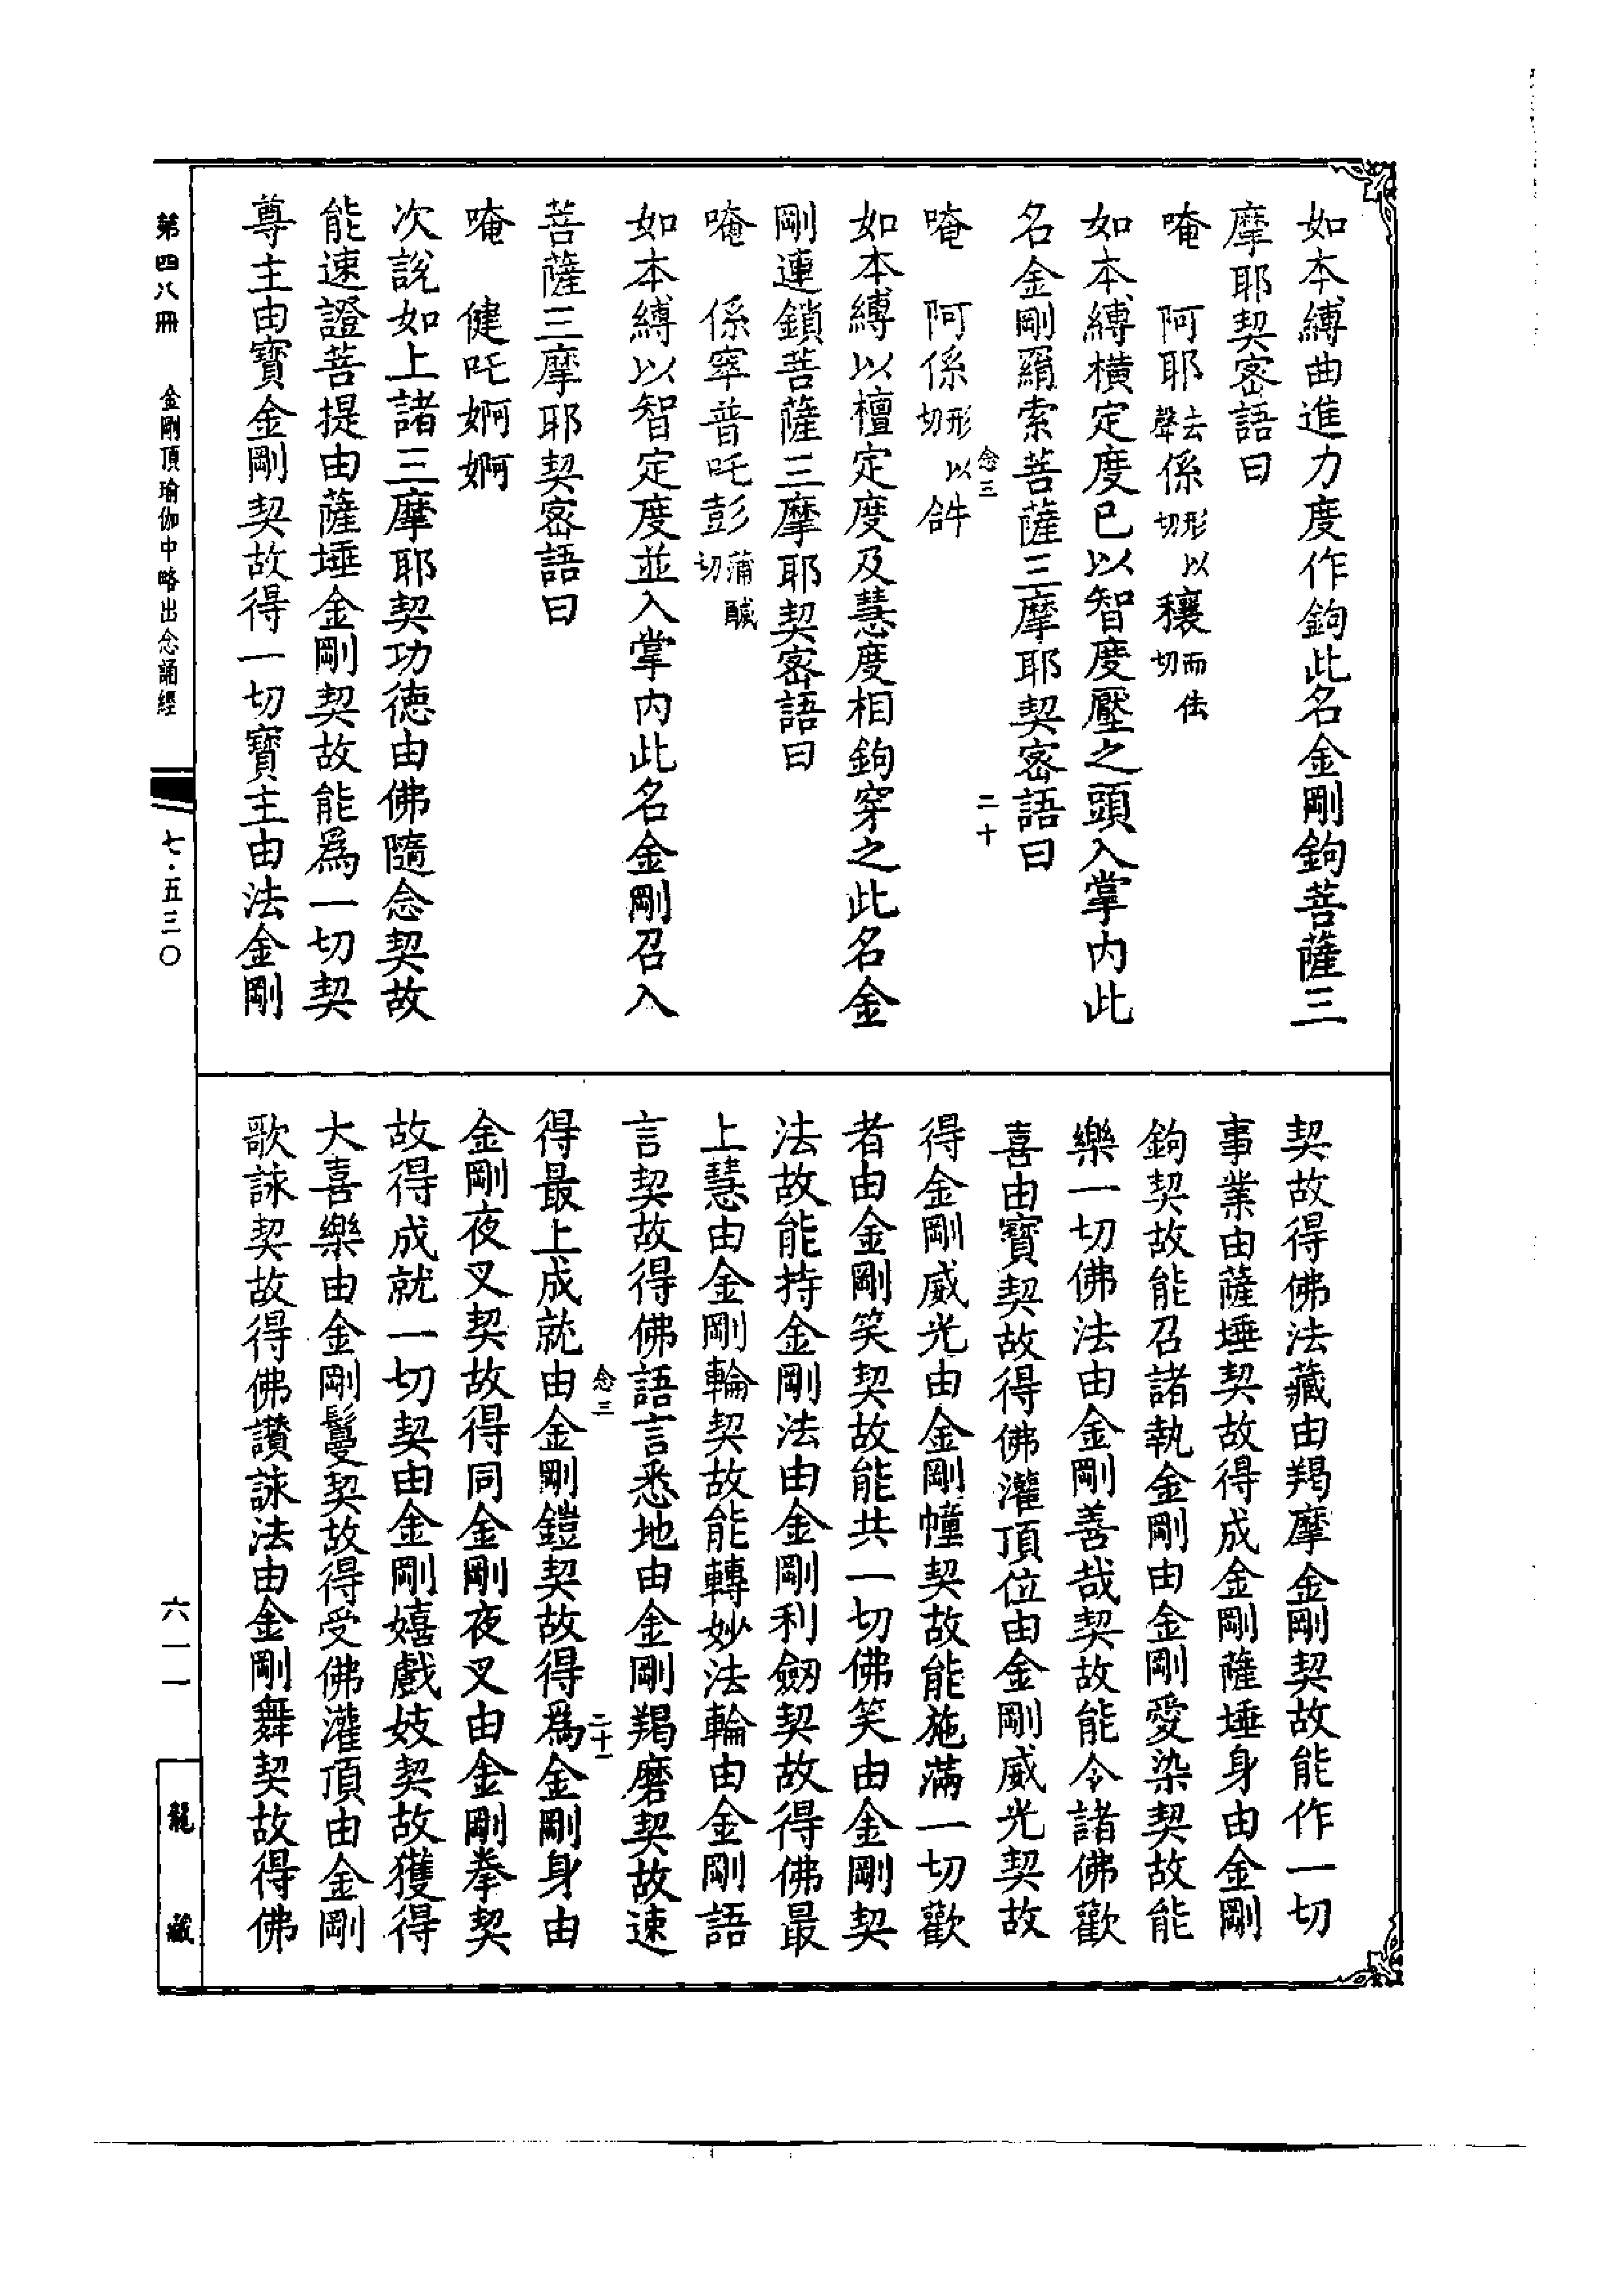 如本縛曲進力度作鉤此名金剛鉤菩薩三
摩耶契密語曰
唵　阿耶去聲係形以切穰而佉切
如本縛橫定度已以智度壓之頭入掌內此
名金剛羂索菩薩三摩耶契密語曰
念三　二十
唵　阿係形以切𤙖
如本縛以檀定度及慧度相鉤穿之此名金
剛連鎖菩薩三摩耶契密語曰
唵　係窣普吒彭蒲𪉜切
如本縛以智定度並入掌內此名金剛召入
菩薩三摩耶契密語曰
唵　健吒婀婀
次說如上諸三摩耶契功德由佛隨念契故
能速證菩提由薩埵金剛契故能為一切契
尊主由寶金剛契故得一切寶主由法金剛
契故得佛法藏由羯摩金剛契故能作一切
事業由薩埵契故得成金剛薩埵身由金剛
鉤契故能召諸執金剛由金剛愛染契故能
樂一切佛法由金剛善哉契故能令諸佛歡
喜由寶契故得佛灌頂位由金剛威光契故
得金剛威光由金剛幢契故能施滿一切歡
者由金剛笑契故能共一切佛笑由金剛契
法故能持金剛法由金剛利劒契故得佛最
上慧由金剛輪契故能轉妙法輪由金剛語
言契故得佛語言悉地由金剛羯磨契故速
念三　二十一
得最上成就由金剛鎧契故得為金剛身由
金剛夜叉契故得同金剛夜叉由金剛拳契
故得成就一切契由金剛嬉戲妓契故獲得
大喜樂由金剛鬘契故得受佛灌頂由金剛
歌詠契故得佛讚詠法由金剛舞契故得佛
第四八冊　金剛頂瑜伽中略出念誦經　七·五三〇　六一一　龍藏